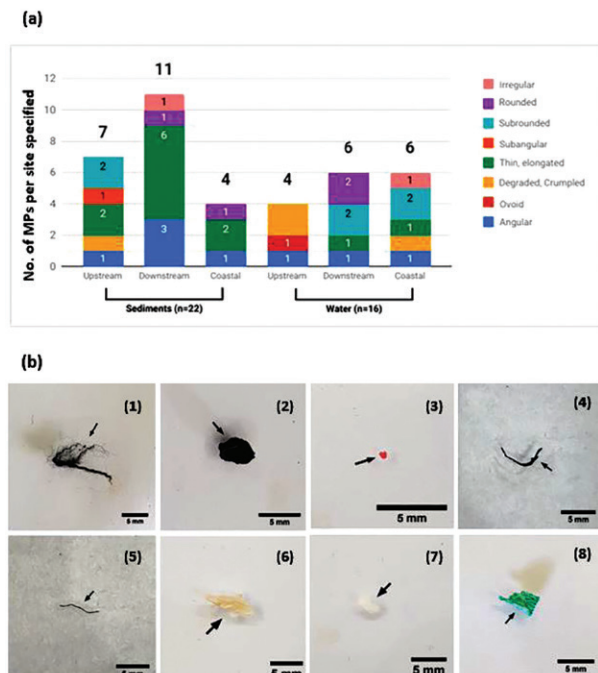 (a)
No. of MPs per site specified
12
10
8
6
4
2
0
7
11
4
4
6
6
2
1
2
1
1
1
6
3
1
2
1
1
1
2
2
1
1
1
2
1
1
Upstream
Downstream
Coastal
Upstream
Downstream
Coastal
Sediments (n=22)
Water (n=16)
Irregular
Rounded
Subrounded
Subangular
Thin, elongated
Degraded, Crumpled
Ovoid
Angular
(b)
(1)
5 mm
(2)
5 mm
(3)
5 mm
(4)
5 mm
(5)
5 mm
(6)
5 mm
(7)
5 mm
(8)
5 mm